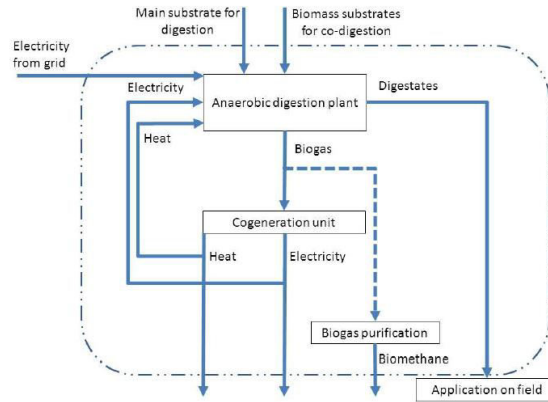 Main substrate for
digestion
Biomass substrates
for co-digestion
Electricity
from grid
Electricity
Anaerobic digestion plant
Digestates
Heat
Biogas
Cogeneration unit
Heat
Electricity
Biogas purification
Biomethane
Application on field